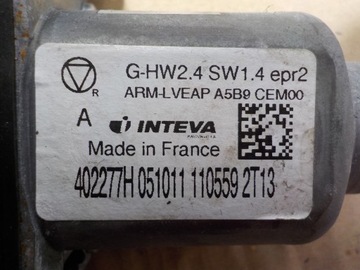 G-HW2.4 SW1.4 epr2
R
ARM-LVEAP A5B9 CEM00
A
INTEVA
Made in France
402277H 051011 110559 2T13